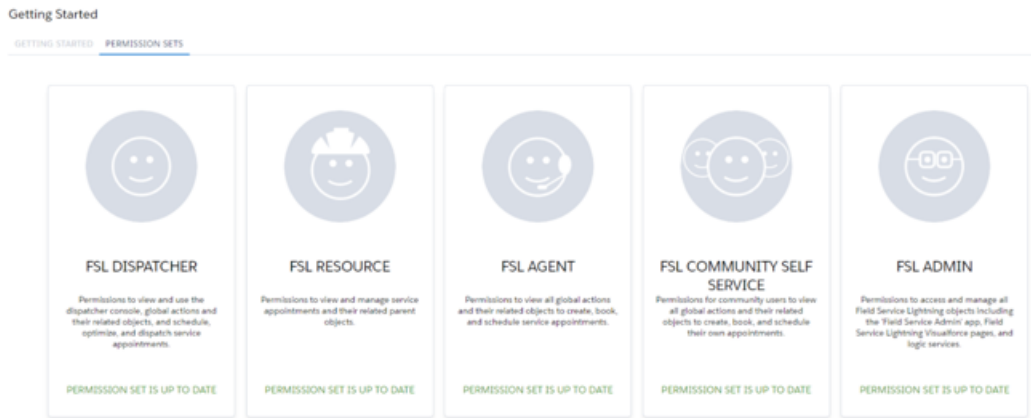 Getting Started
GETTING STARTED PERMISSION SETS
FSL DISPATCHER
Permissions to view and use the
dispatcher console, global actions and
their related objects, and schedule,
optimize, and dispatch service
appointments.
PERMISSION SET IS UP TO DATE
FSL RESOURCE
Permissions to view and manage service
appointments and their related parent
objects.
PERMISSION SET IS UP TO DATE
FSL AGENT
Permissions to view all global actions
and their related objects to create, book,
and schedule service appointments.
PERMISSION SET IS UP TO DATE
FSL COMMUNITY SELF
SERVICE
Permissions for community users to view
all global actions and their related
objects to create, book, and schedule
their own appointments.
PERMISSION SET IS UP TO DATE
FSL ADMIN
Permissions to access and manage all
Field Service Lightning objects including
the 'Field Service Admin' app, Field
Service Lightning Visualforce pages, and
logic services.
PERMISSION SET IS UP TO DATE